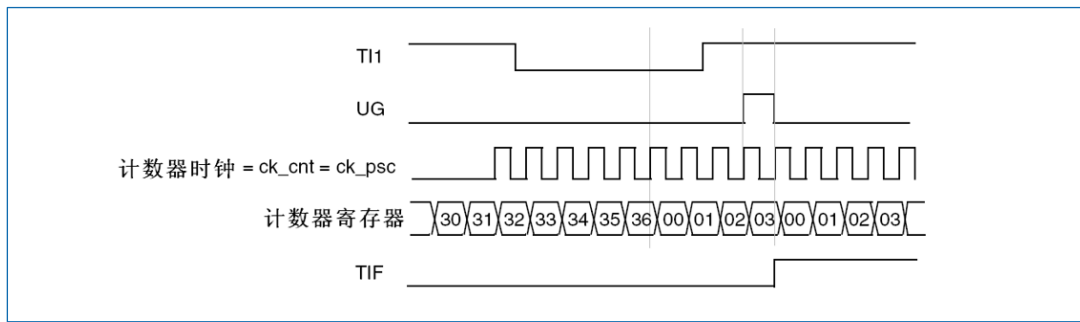 TI1
UG
计数器时钟 = ck_cnt = ck_psc
计数器寄存器 30 31 32 33 34 35 36 00 01 02 03 00 01 02 03
TIF